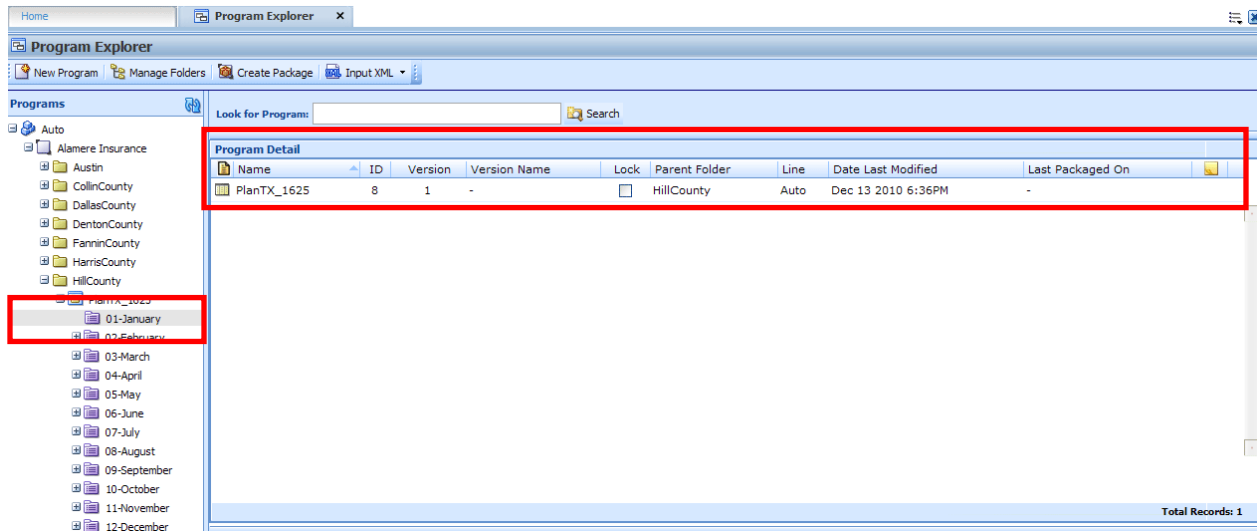 Home Program Explorer x
Program Explorer
New Program Manage Folders Create Package Input XML
Programs
Look for Program: Search
Auto
Alamere Insurance
Austin
CollinCounty
DallasCounty
DentonCounty
FanninCounty
HarrisCounty
HillCounty
PlanTX_1625
01-January
02-February
03-March
04-April
05-May
06-June
07-July
08-August
09-September
10-October
11-November
12-December
Program Detail
Name ID Version Version Name Lock Parent Folder Line Date Last Modified Last Packaged On
PlanTX_1625 8 1 - HillCounty Auto Dec 13 2010 6:36PM -
Total Records: 1